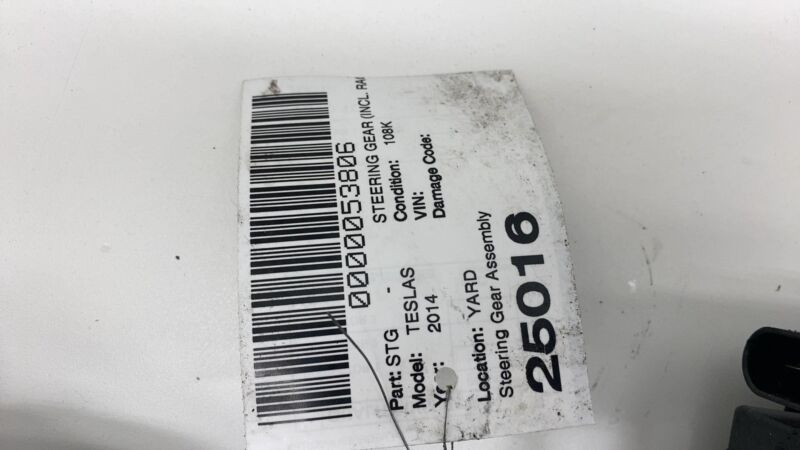 0000053806
Part: STG - STEERING GEAR (INCL. RA
Model: TESLAS Condition: 108K
2014 VIN:
Damage Code:
Location: YARD
Steering Gear Assembly
25016